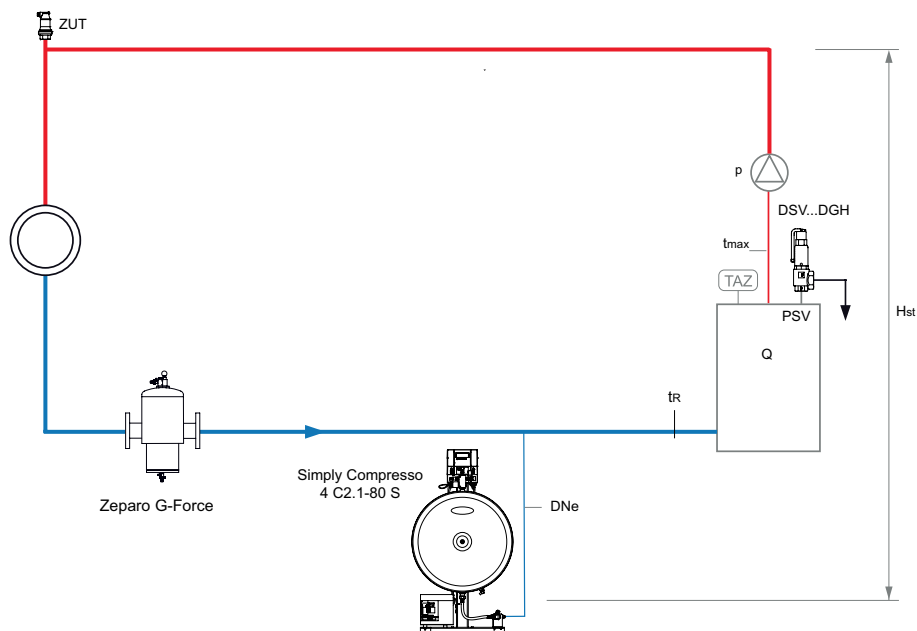 ZUT
p
DSV...DGH
tmax
TAZ
PSV
Hst
Q
tR
Simply Compresso
4 C2.1-80 S
DNe
Zeparo G-Force